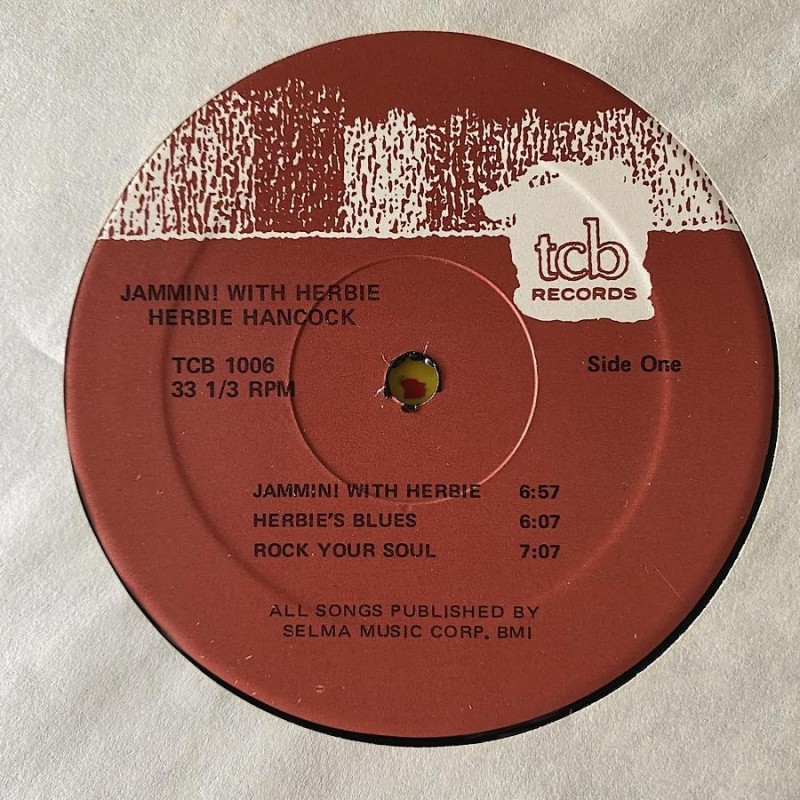 tcb
RECORDS
JAMMIN! WITH HERBIE
HERBIE HANCOCK
TCB 1006
33 1/3 RPM
Side One
JAMMIN! WITH HERBIE 6:57
HERBIE'S BLUES 6:07
ROCK YOUR SOUL 7:07
ALL SONGS PUBLISHED BY
SELMA MUSIC CORP. BMI